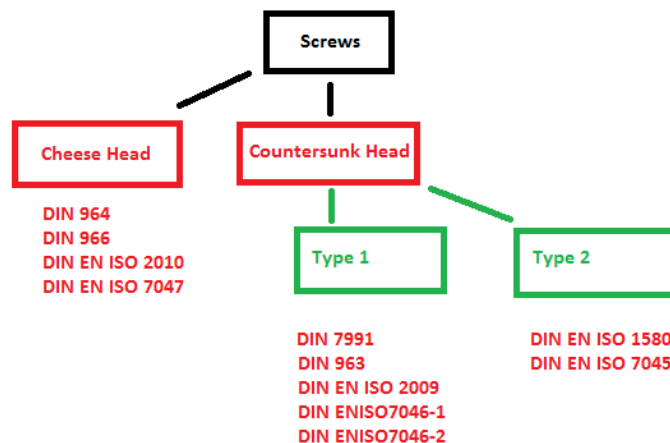 Screws
Cheese Head
Countersunk Head
DIN 964
DIN 966
DIN EN ISO 2010
DIN EN ISO 7047
Type 1
Type 2
DIN 7991
DIN 963
DIN EN ISO 2009
DIN ENISO7046-1
DIN ENISO7046-2
DIN EN ISO 1580
DIN EN ISO 7045